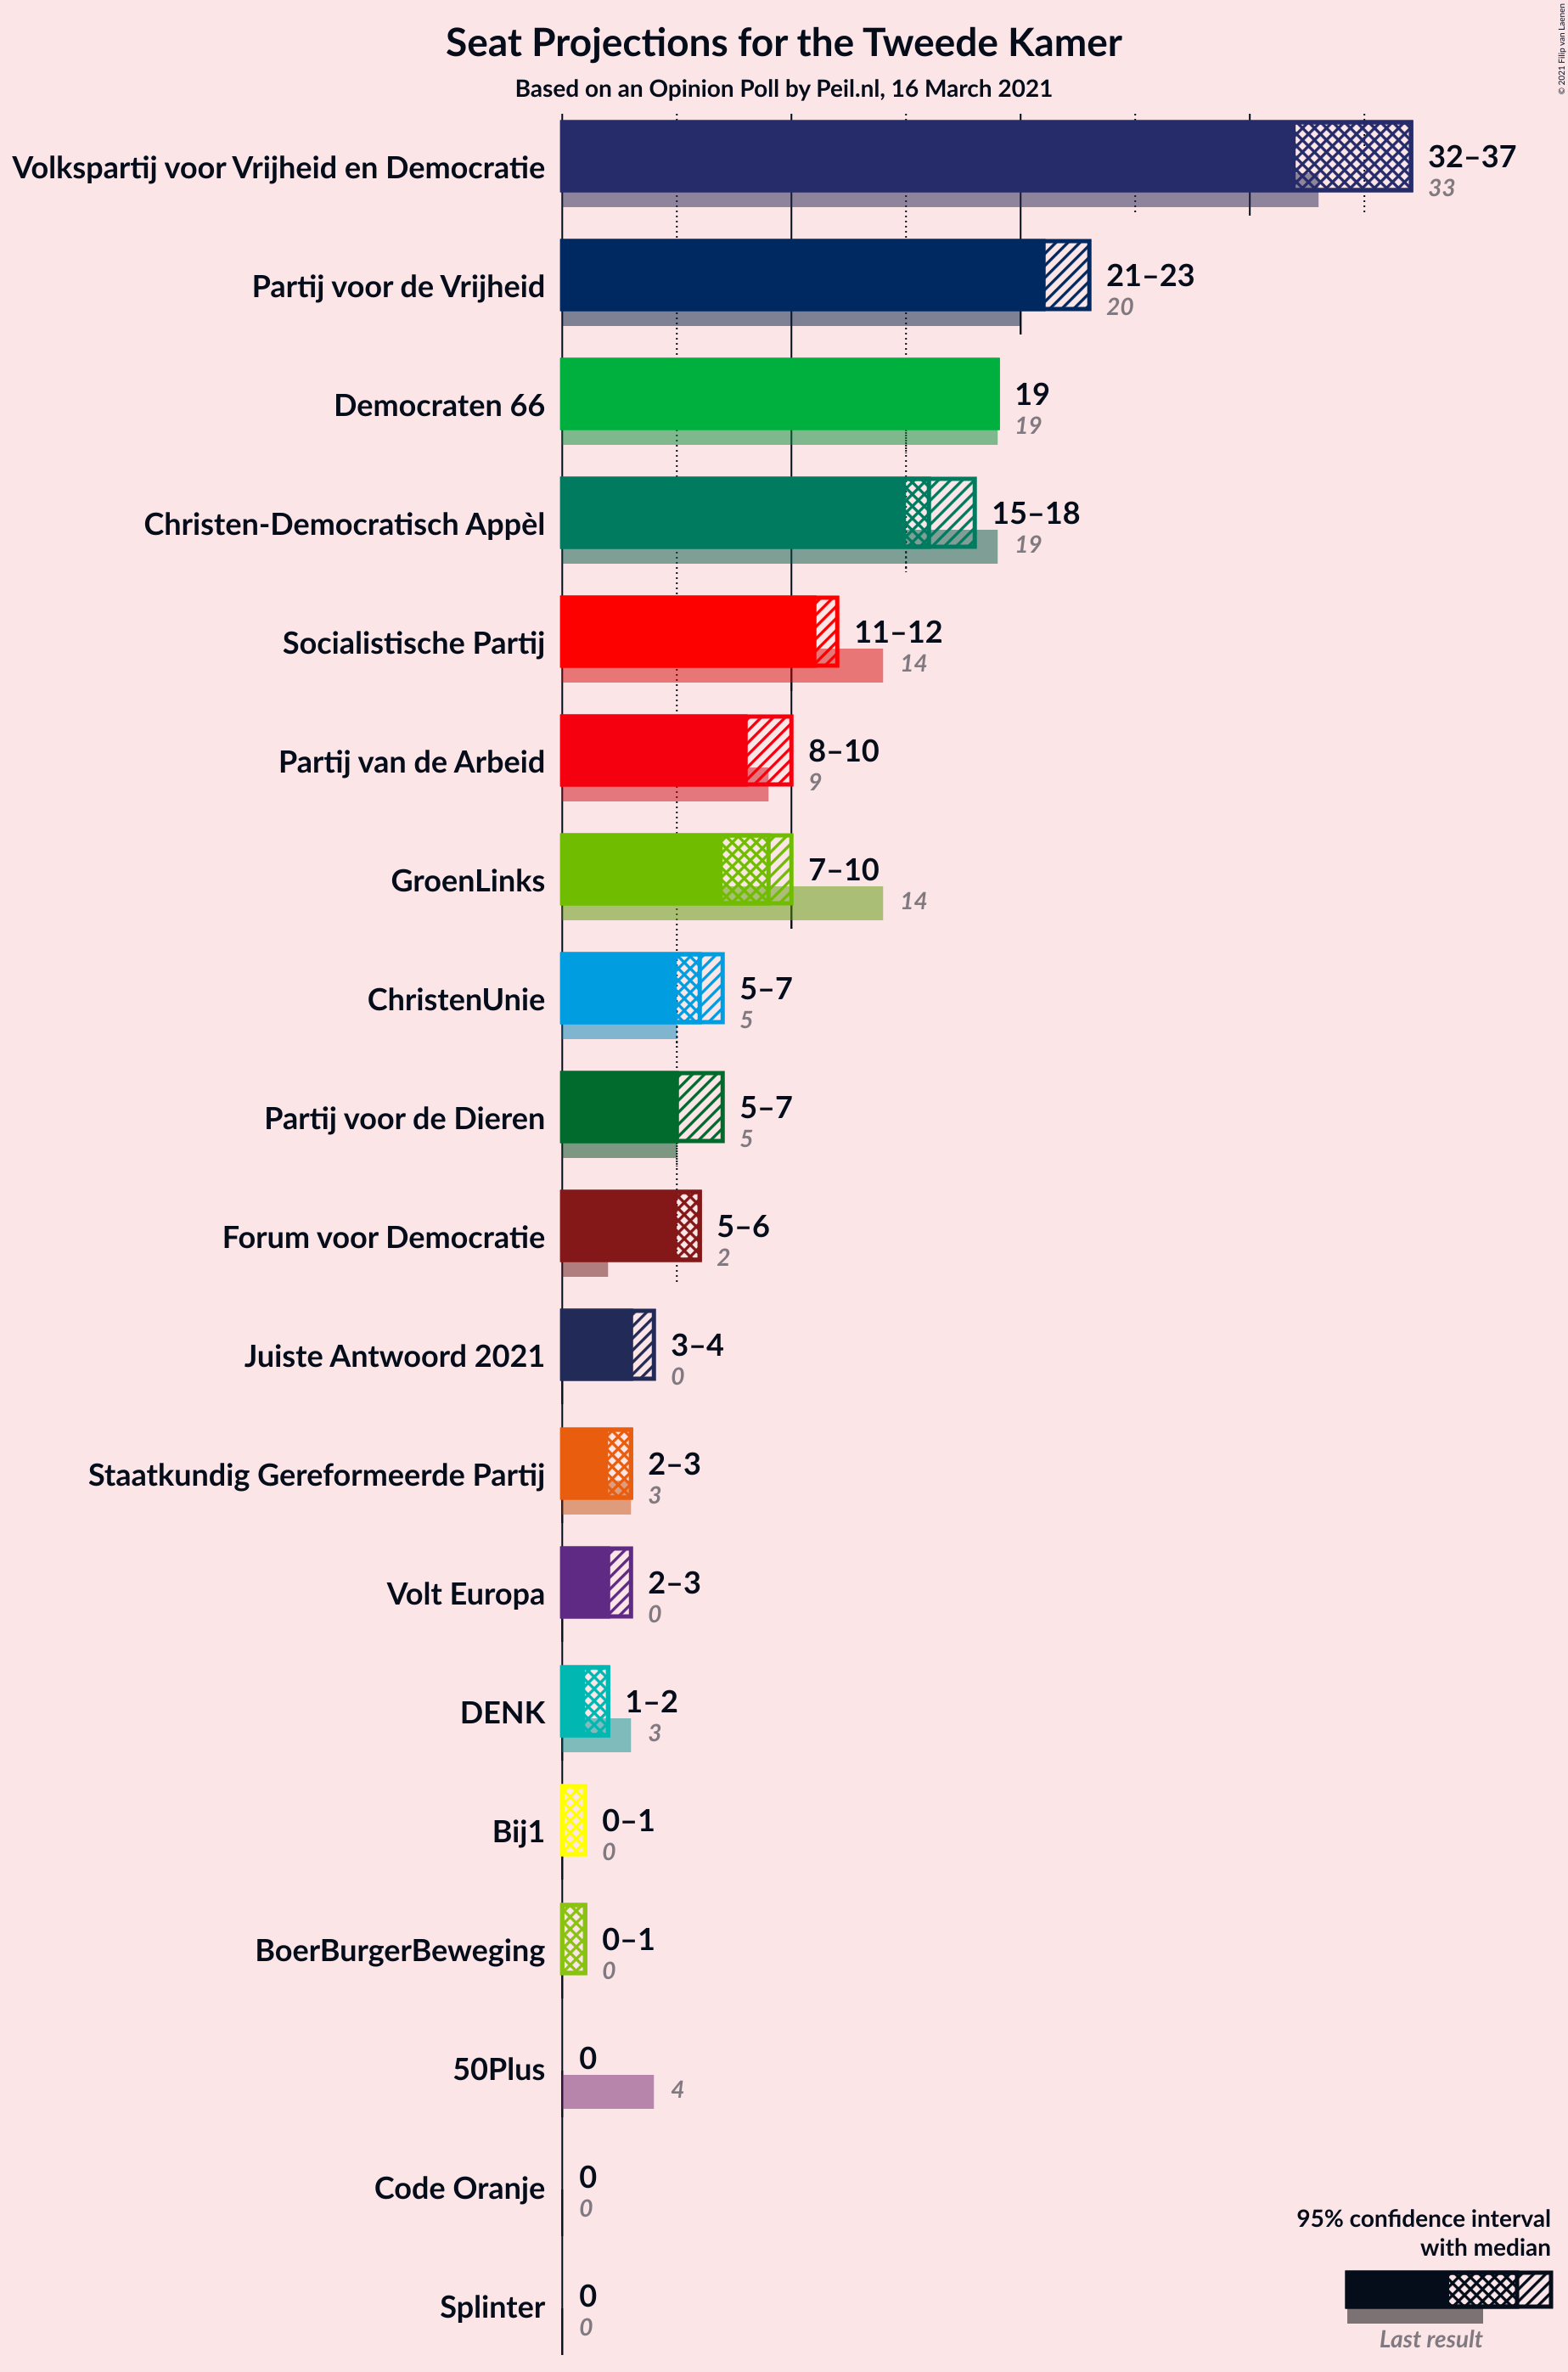 Seat Projections for the Tweede Kamer
Based on an Opinion Poll by Peil.nl, 16 March 2021
© 2021 Filip van Laenen
Volkspartij voor Vrijheid en Democratie
32–37
33
Partij voor de Vrijheid
21–23
20
Democraten 66
19
19
Christen-Democratisch Appèl
15–18
19
Socialistische Partij
11–12
14
Partij van de Arbeid
8–10
9
GroenLinks
7–10
14
ChristenUnie
5–7
5
Partij voor de Dieren
5–7
5
Forum voor Democratie
5–6
2
Juiste Antwoord 2021
3–4
0
Staatkundig Gereformeerde Partij
2–3
3
Volt Europa
2–3
0
DENK
1–2
3
Bij1
0–1
0
BoerBurgerBeweging
0–1
0
50Plus
0
4
Code Oranje
0
0
Splinter
0
0
95% confidence interval
with median
Last result